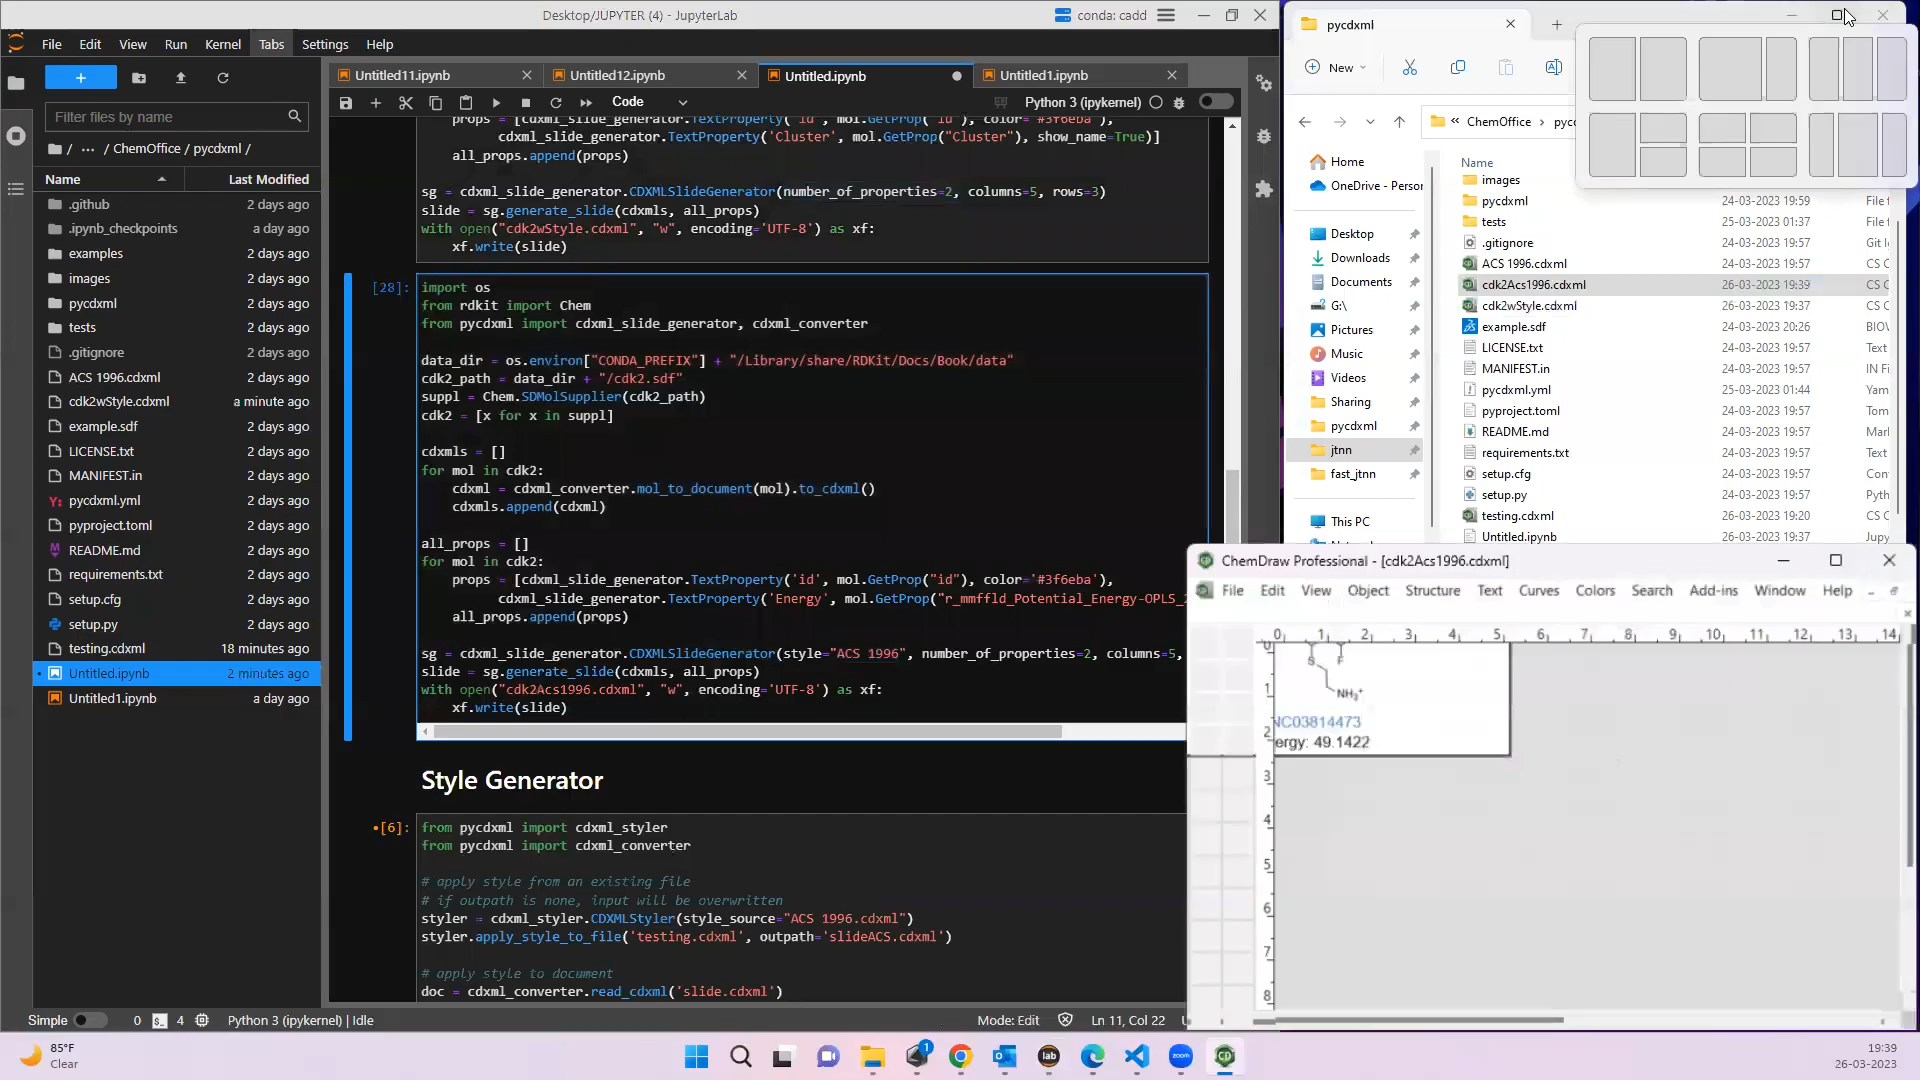 Desktop/JUPYTER (4) - JupyterLab
conda: cadd
File Edit View Run Kernel Tabs Settings Help
Filter files by name
/ ... / ChemOffice / pycdxml /
Name Last Modified
.github 2 days ago
.ipynb_checkpoints a day ago
examples 2 days ago
images 2 days ago
pycdxml 2 days ago
tests 2 days ago
.gitignore 2 days ago
ACS 1996.cdxml 2 days ago
cdk2wStyle.cdxml a minute ago
example.sdf 2 days ago
LICENSE.txt 2 days ago
MANIFEST.in 2 days ago
pycdxml.yml 2 days ago
pyproject.toml 2 days ago
README.md 2 days ago
requirements.txt 2 days ago
setup.cfg 2 days ago
setup.py 2 days ago
testing.cdxml 18 minutes ago
Untitled.ipynb 2 minutes ago
Untitled1.ipynb a day ago
Untitled11.ipynb Untitled12.ipynb Untitled.ipynb Untitled1.ipynb
Code
Python 3 (ipykernel)
props = [cdxml_slide_generator.TextProperty('id', mol.GetProp("id"), color='#3f6eba'),
cdxml_slide_generator.TextProperty('Cluster', mol.GetProp("Cluster"), show_name=True)]
all_props.append(props)
sg = cdxml_slide_generator.CDXMLSlideGenerator(number_of_properties=2, columns=5, rows=3)
slide = sg.generate_slide(cdxmls, all_props)
with open("cdk2wStyle.cdxml", "w", encoding='UTF-8') as xf:
xf.write(slide)
[28]:
import os
from rdkit import Chem
from pycdxml import cdxml_slide_generator, cdxml_converter
data_dir = os.environ["CONDA_PREFIX"] + "/Library/share/RDKit/Docs/Book/data"
cdk2_path = data_dir + "/cdk2.sdf"
suppl = Chem.SDMolSupplier(cdk2_path)
cdk2 = [x for x in suppl]
cdxmls = []
for mol in cdk2:
cdxml = cdxml_converter.mol_to_document(mol).to_cdxml()
cdxmls.append(cdxml)
all_props = []
for mol in cdk2:
props = [cdxml_slide_generator.TextProperty('id', mol.GetProp("id"), color='#3f6eba'),
cdxml_slide_generator.TextProperty('Energy', mol.GetProp("r_mmffld_Potential_Energy-OPLS_
all_props.append(props)
sg = cdxml_slide_generator.CDXMLSlideGenerator(style="ACS 1996", number_of_properties=2, columns=5,
slide = sg.generate_slide(cdxmls, all_props)
with open("cdk2Acs1996.cdxml", "w", encoding='UTF-8') as xf:
xf.write(slide)
Style Generator
[6]:
from pycdxml import cdxml_styler
from pycdxml import cdxml_converter
# apply style from an existing file
# if outpath is none, input will be overwritten
styler = cdxml_styler.CDXMLStyler(style_source="ACS 1996.cdxml")
styler.apply_style_to_file('testing.cdxml', outpath='slideACS.cdxml')
# apply style to document
doc = cdxml_converter.read_cdxml('slide.cdxml')
Simple 0 4 Python 3 (ipykernel) | Idle Mode: Edit Ln 11, Col 22
pycdxml
New
ChemOffice
Home
OneDrive - Person
Desktop
Downloads
Documents
G:\
Pictures
Music
Videos
Sharing
pycdxml
jtnn
fast_jtnn
This PC
Name
images
pycdxml 24-03-2023 19:59 File f
tests 25-03-2023 01:37 File f
.gitignore 24-03-2023 19:57 Git I
ACS 1996.cdxml 24-03-2023 19:57 CS C
cdk2Acs1996.cdxml 26-03-2023 19:39 CS C
cdk2wStyle.cdxml 26-03-2023 19:37 CS C
example.sdf 24-03-2023 20:26 BIOV
LICENSE.txt 24-03-2023 19:57 Text
MANIFEST.in 24-03-2023 19:57 IN Fi
pycdxml.yml 25-03-2023 01:44 Yam
pyproject.toml 24-03-2023 19:57 Tom
README.md 24-03-2023 19:57 Marl
requirements.txt 24-03-2023 19:57 Text
setup.cfg 24-03-2023 19:57 Con
setup.py 24-03-2023 19:57 Pyth
testing.cdxml 26-03-2023 19:20 CS C
Untitled.ipynb 26-03-2023 19:37 Jupy
ChemDraw Professional - [cdk2Acs1996.cdxml]
File Edit View Object Structure Text Curves Colors Search Add-ins Window Help
0 1 2 3 4 5 6 7 8 9 10 11 12 13 14
0
1
2
3
4
5
6
7
8
S F
NH3+
NC03814473
ergy: 49.1422
85°F
Clear
1
lab
zoom
CD
19:39
26-03-2023